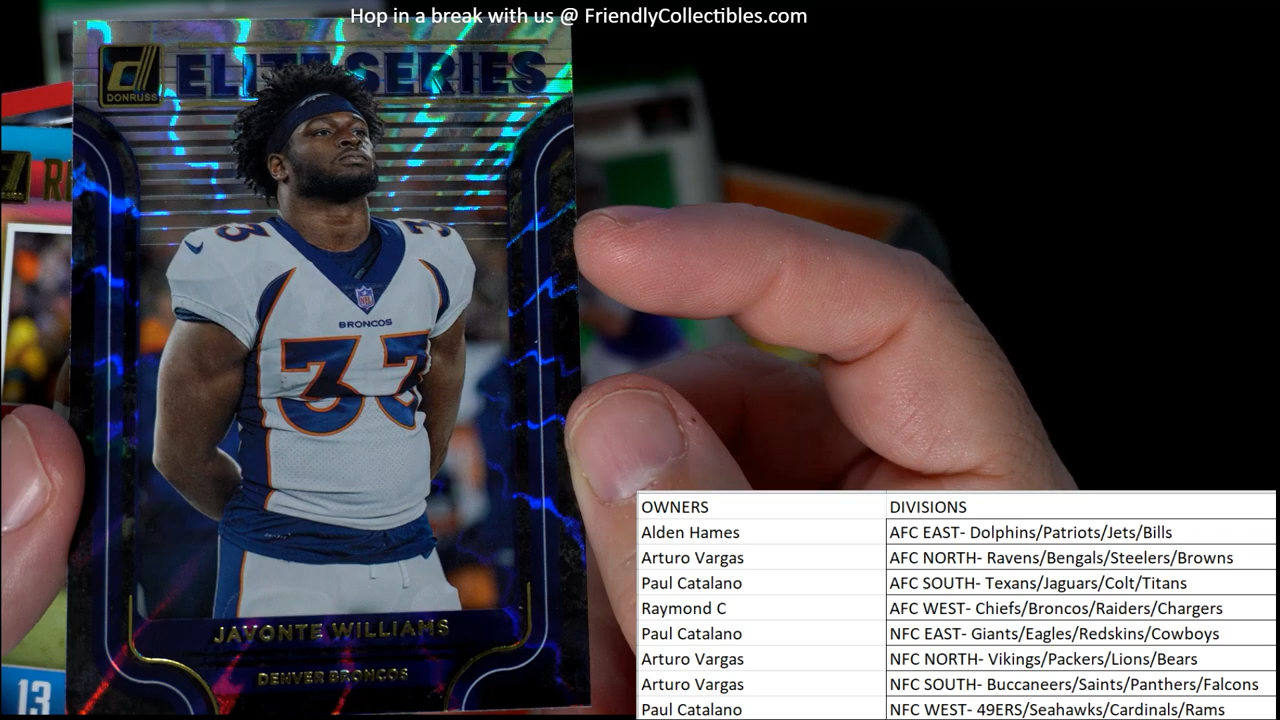 Hop in a break with us @ FriendlyCollectibles.com
d
DONRUSS
ELITE SERIES
33
BRONCOS
33
JAVONTE WILLIAMS
DENVER BRONCOS
13
OWNERS DIVISIONS
Alden Hames AFC EAST- Dolphins/Patriots/Jets/Bills
Arturo Vargas AFC NORTH- Ravens/Bengals/Steelers/Browns
Paul Catalano AFC SOUTH- Texans/Jaguars/Colt/Titans
Raymond C AFC WEST- Chiefs/Broncos/Raiders/Chargers
Paul Catalano NFC EAST- Giants/Eagles/Redskins/Cowboys
Arturo Vargas NFC NORTH- Vikings/Packers/Lions/Bears
Arturo Vargas NFC SOUTH- Buccaneers/Saints/Panthers/Falcons
Paul Catalano NFC WEST- 49ERS/Seahawks/Cardinals/Rams